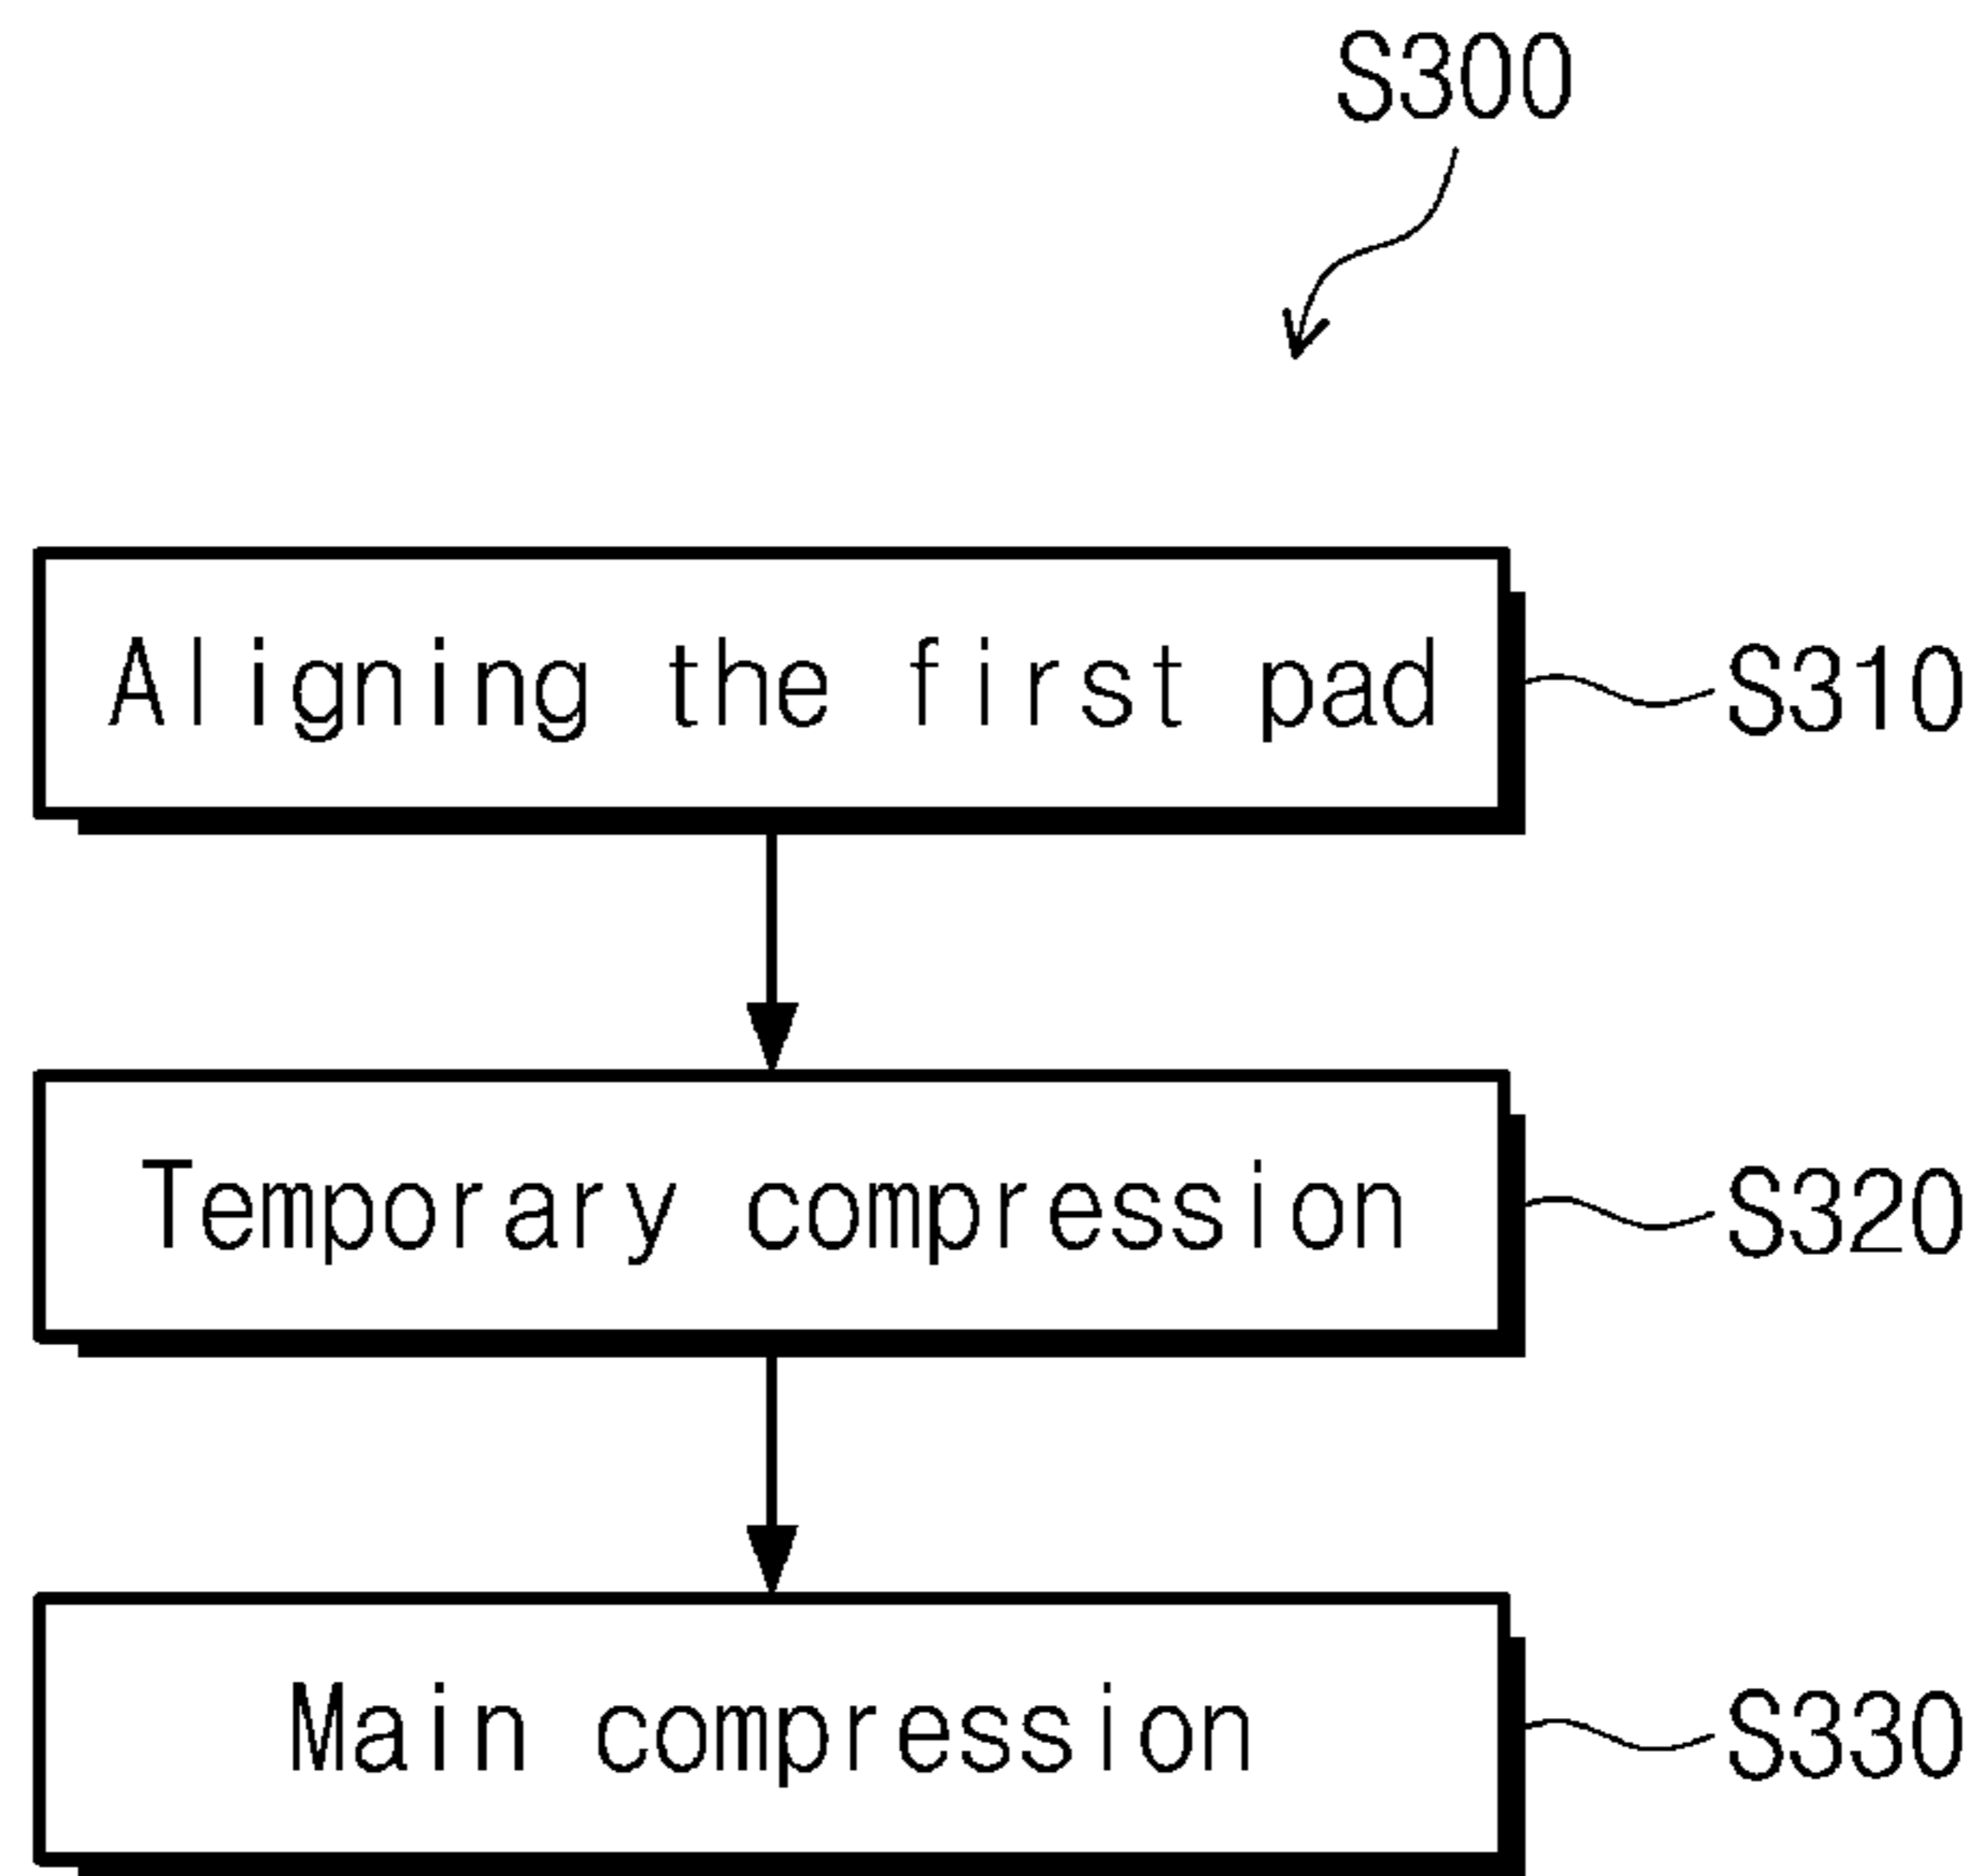 S300
Aligning the first pad
S310
Temporary compression
S320
Main compression
S330